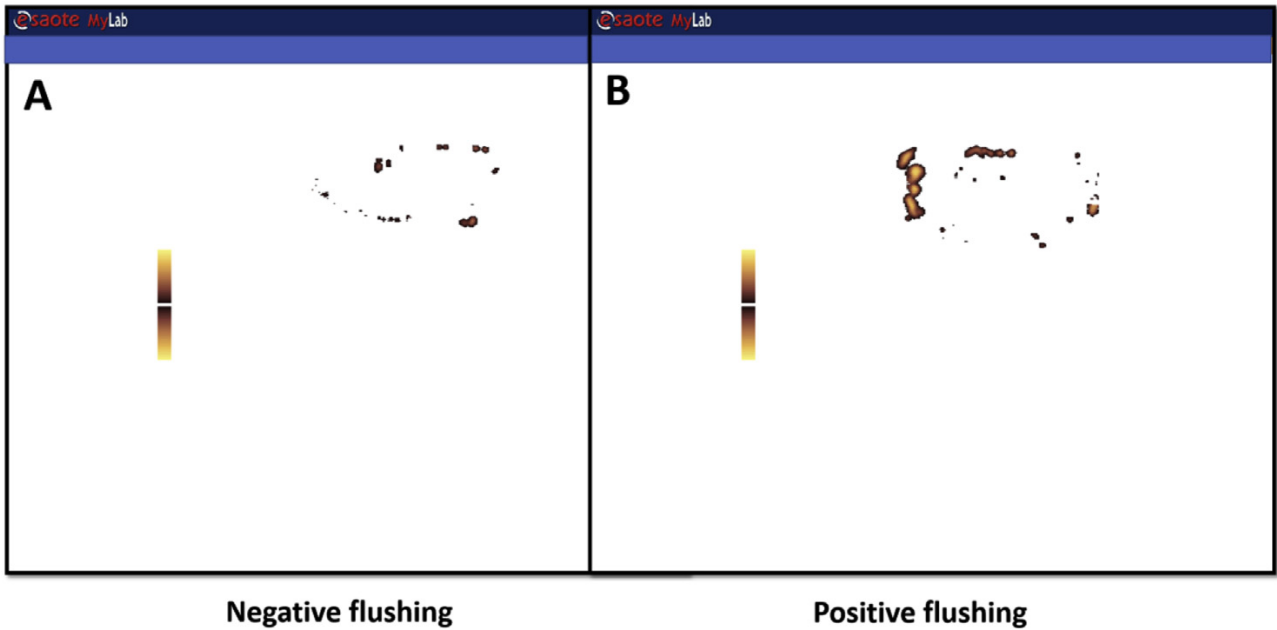 esaote MyLab
esaote MyLab
A
B
Negative flushing
Positive flushing